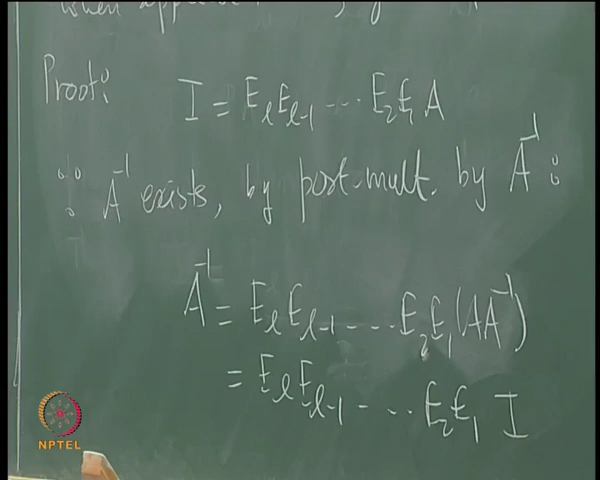 when
Proof: I = E_l E_{l-1} ... E_2 E_1 A
∵ A^{-1} exists, by post-mult. by A^{-1} :
A^{-1} = E_l E_{l-1} ... E_2 E_1 (A A^{-1})
= E_l E_{l-1} - ... E_2 E_1 I
NPTEL